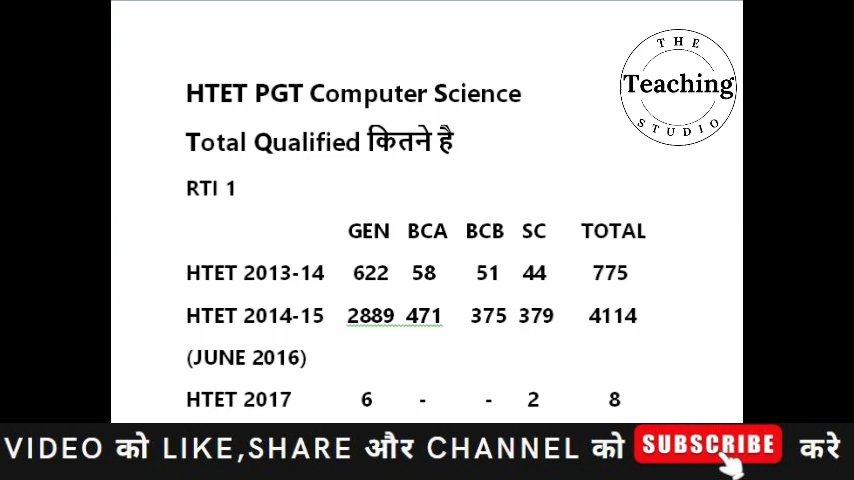 THE
Teaching
STUDIO
HTET PGT Computer Science
Total Qualified कितने है
RTI 1
GEN BCA BCB SC TOTAL
HTET 2013-14 622 58 51 44 775
HTET 2014-15 2889 471 375 379 4114
(JUNE 2016)
HTET 2017 6 - - 2 8
VIDEO को LIKE,SHARE और CHANNEL को SUBSCRIBE करे